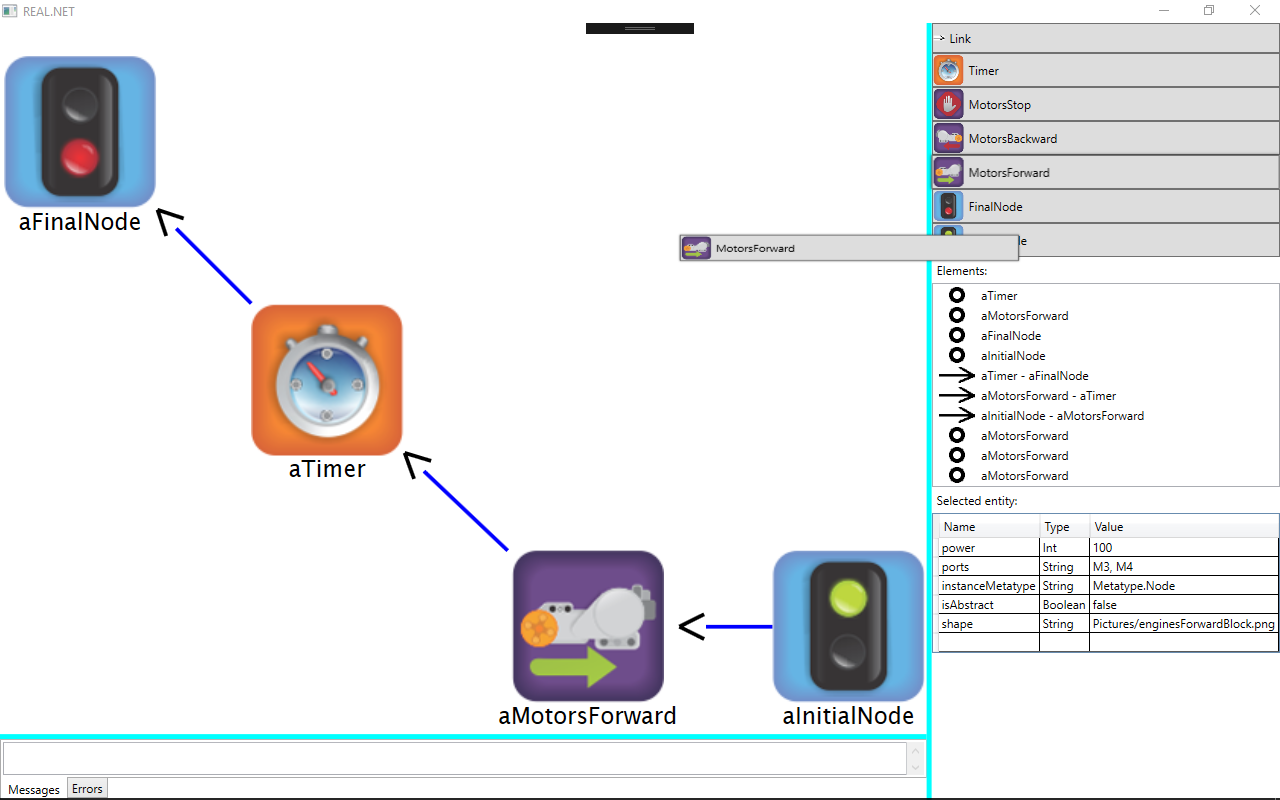 REAL.NET
aFinalNode
aTimer
aMotorsForward
aInitialNode
Messages
Errors
Link
Timer
MotorsStop
MotorsBackward
MotorsForward
FinalNode
MotorsForward
Elements:
aTimer
aMotorsForward
aFinalNode
aInitialNode
aTimer - aFinalNode
aMotorsForward - aTimer
aInitialNode - aMotorsForward
aMotorsForward
aMotorsForward
aMotorsForward
Selected entity:
Name Type Value
power Int 100
ports String M3, M4
instanceMetatype String Metatype.Node
isAbstract Boolean false
shape String Pictures/enginesForwardBlock.png